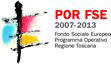 POR FSE
2007-2013
Fondo Sociale Europeo
Programma Operativo
Regione Toscana